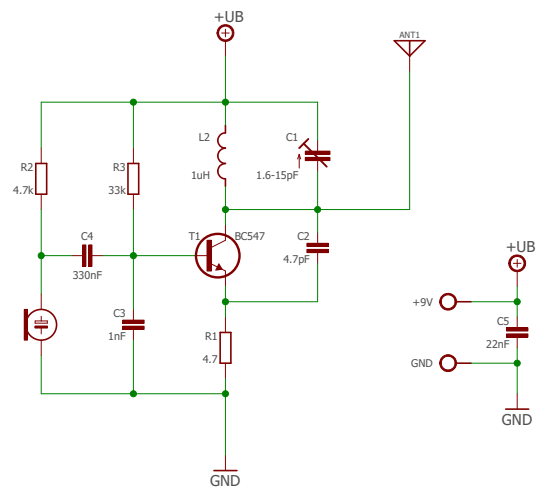 +UB
ANT1
L2
1uH
C1
1.6-15pF
R2
4.7k
R3
33k
C4
330nF
T1
BC547
C2
4.7pF
+UB
+9V
C3
1nF
R1
4.7
C5
22nF
GND
GND
GND